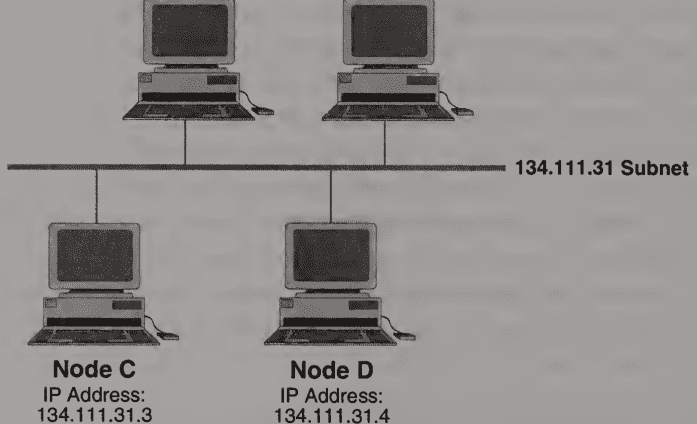 134.111.31 Subnet
Node C
IP Address:
134.111.31.3
Node D
IP Address:
134.111.31.4